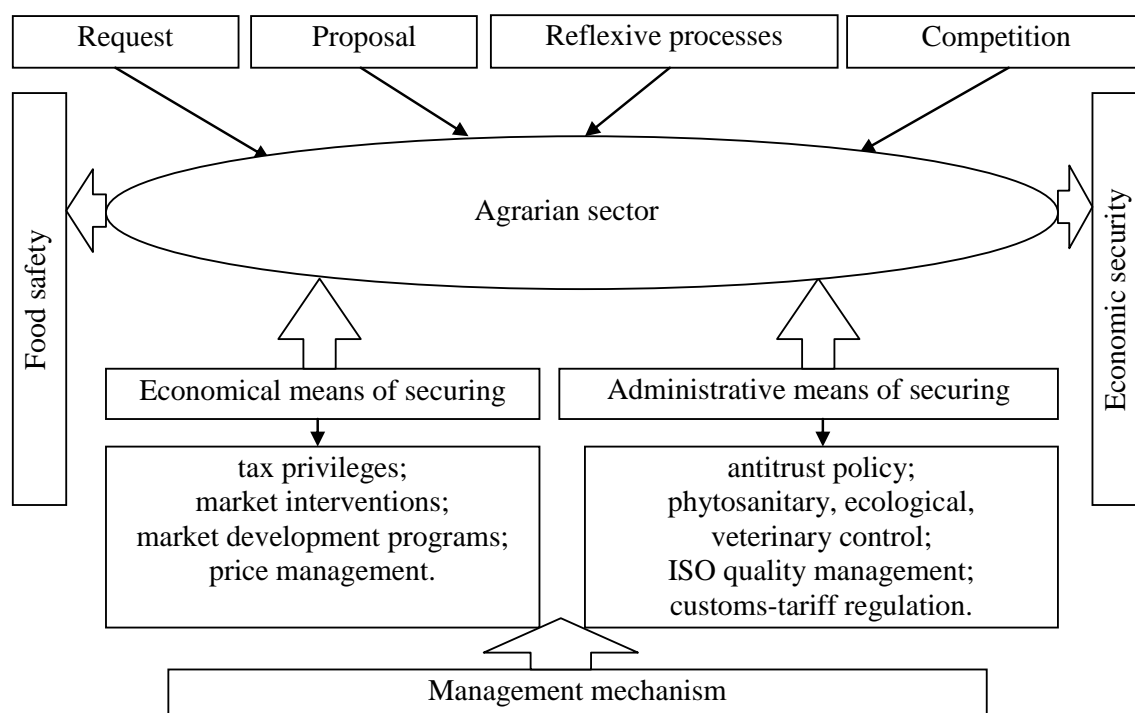 Request
Proposal
Reflexive processes
Competition
Food safety
Agrarian sector
Economic security
Economical means of securing
Administrative means of securing
tax privileges;
market interventions;
market development programs;
price management.
antitrust policy;
phytosanitary, ecological,
veterinary control;
ISO quality management;
customs-tariff regulation.
Management mechanism